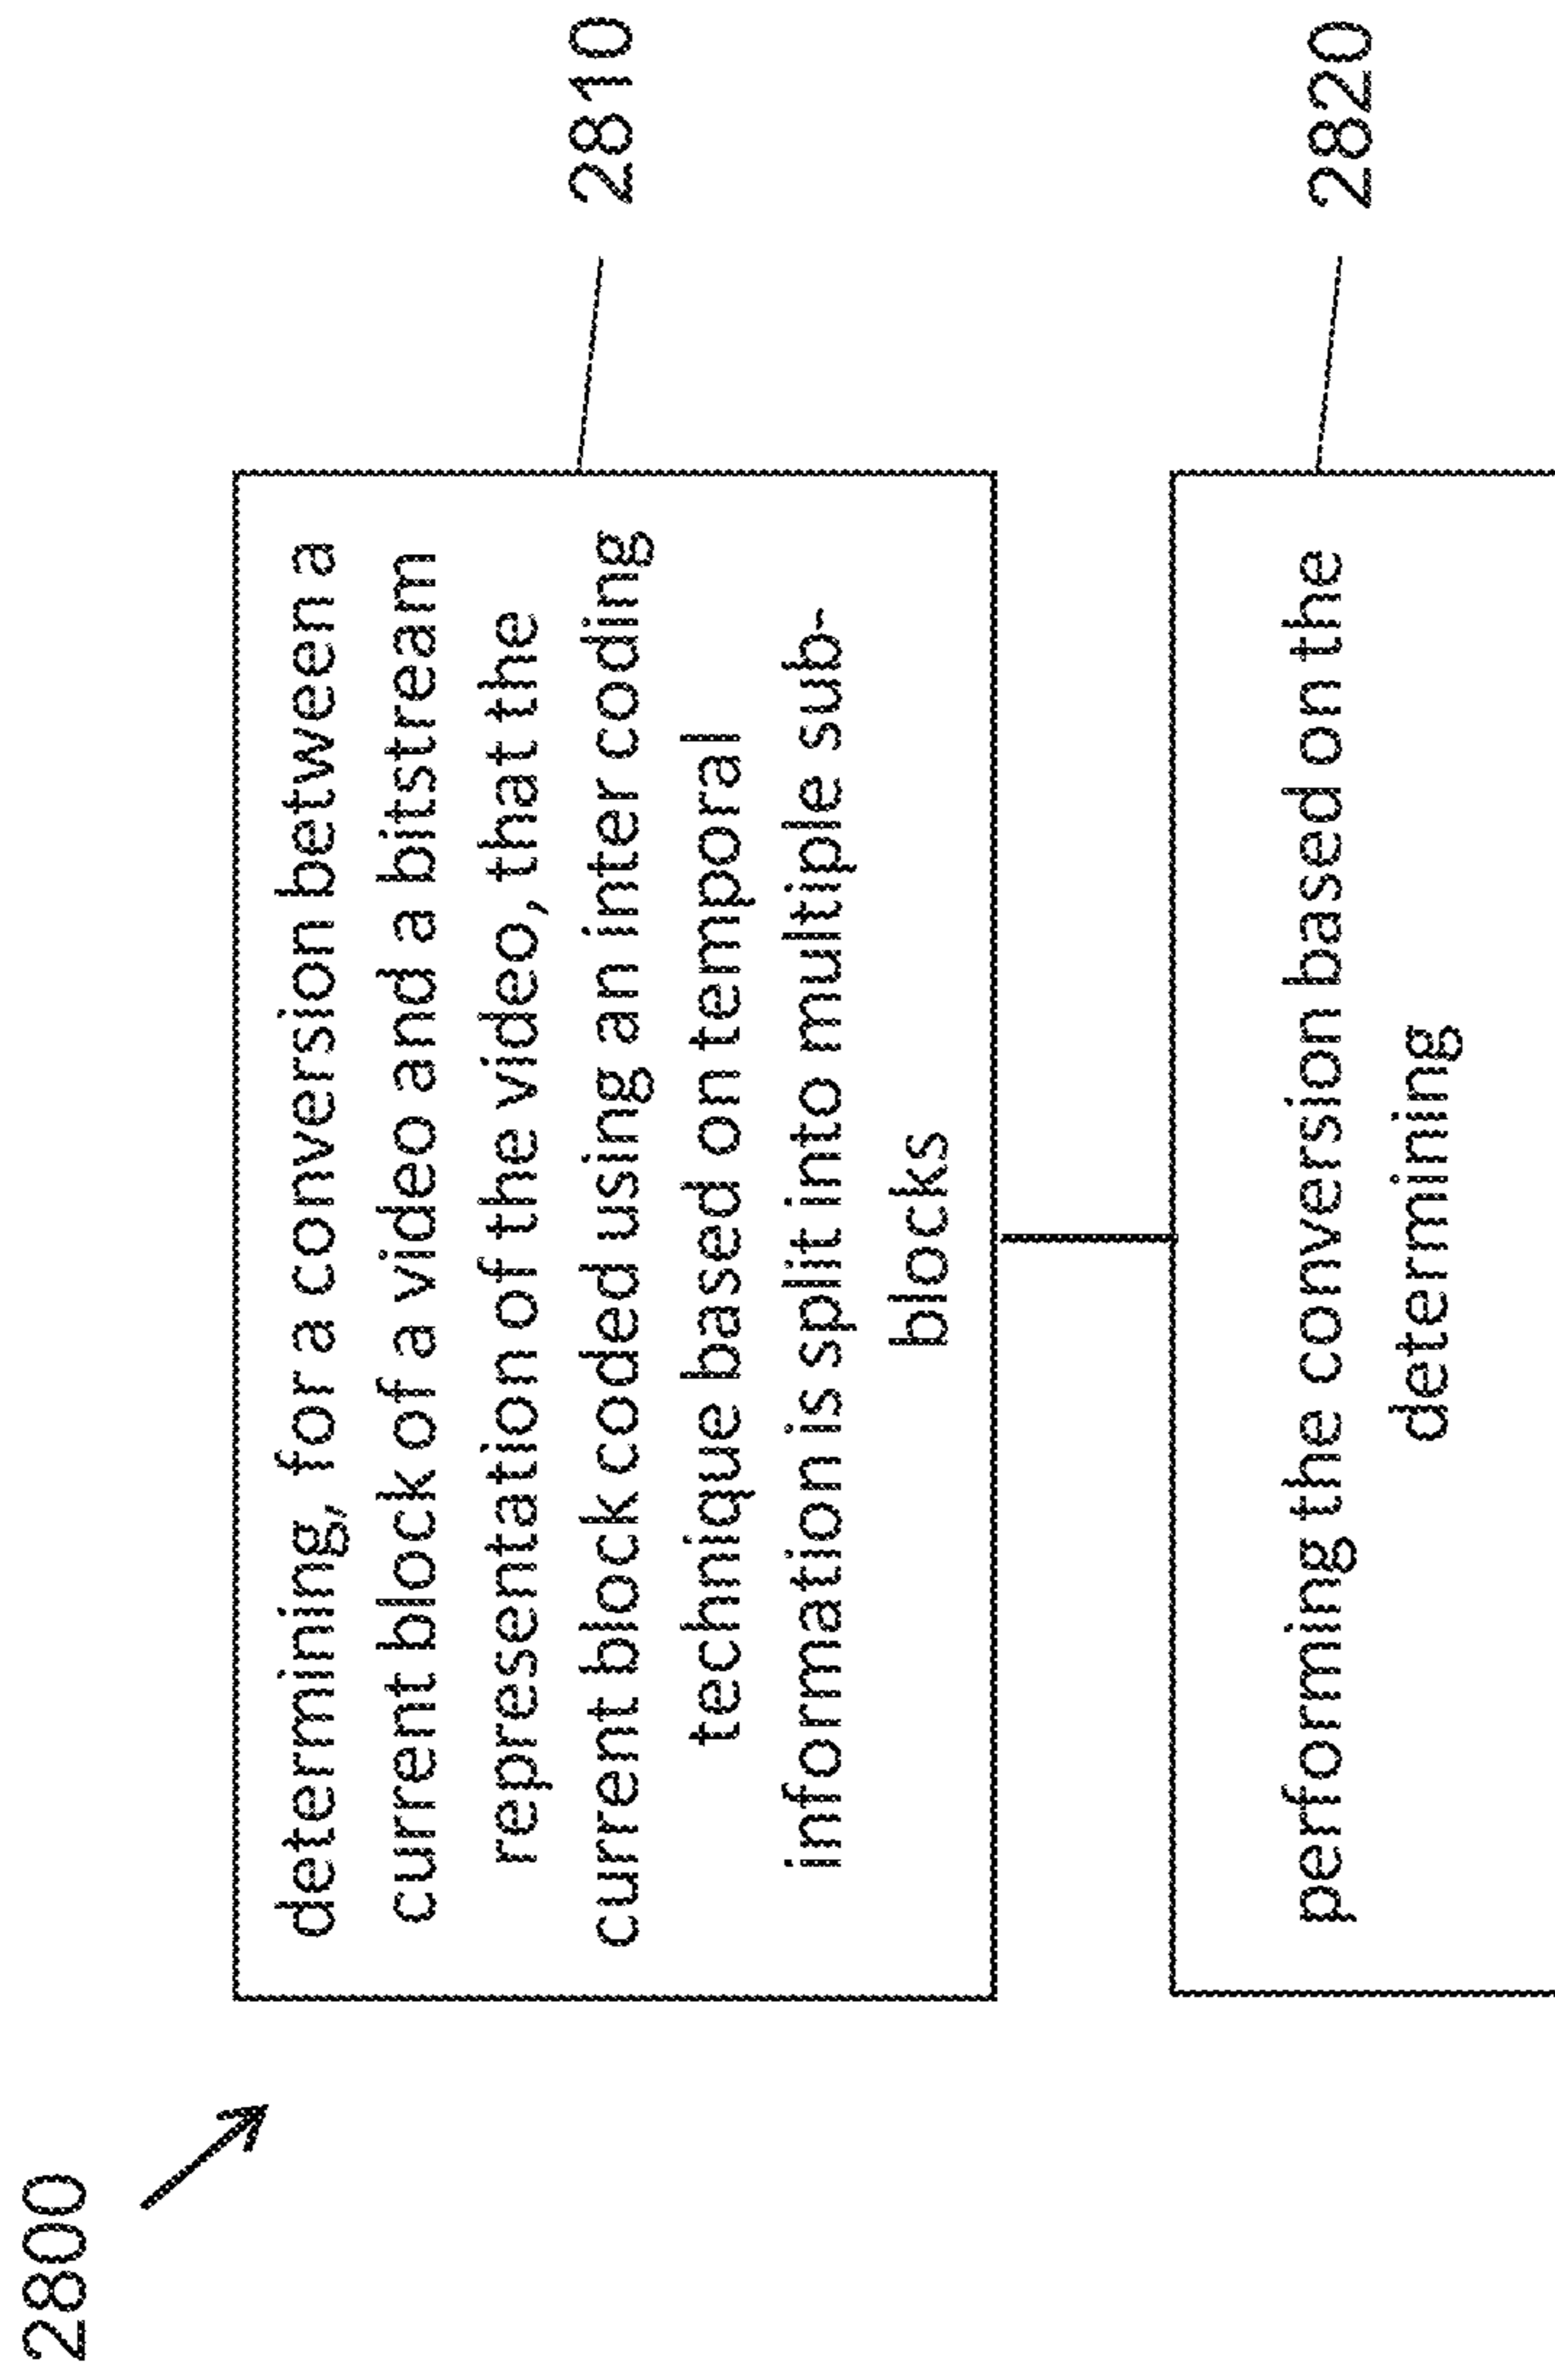 2800
determining, for a conversion between a
current block of a video and a bitstream
representation of the video, that the
current block coded using an inter coding
technique based on temporal
information is split into multiple sub-
blocks
2810
performing the conversion based on the
determining
2820